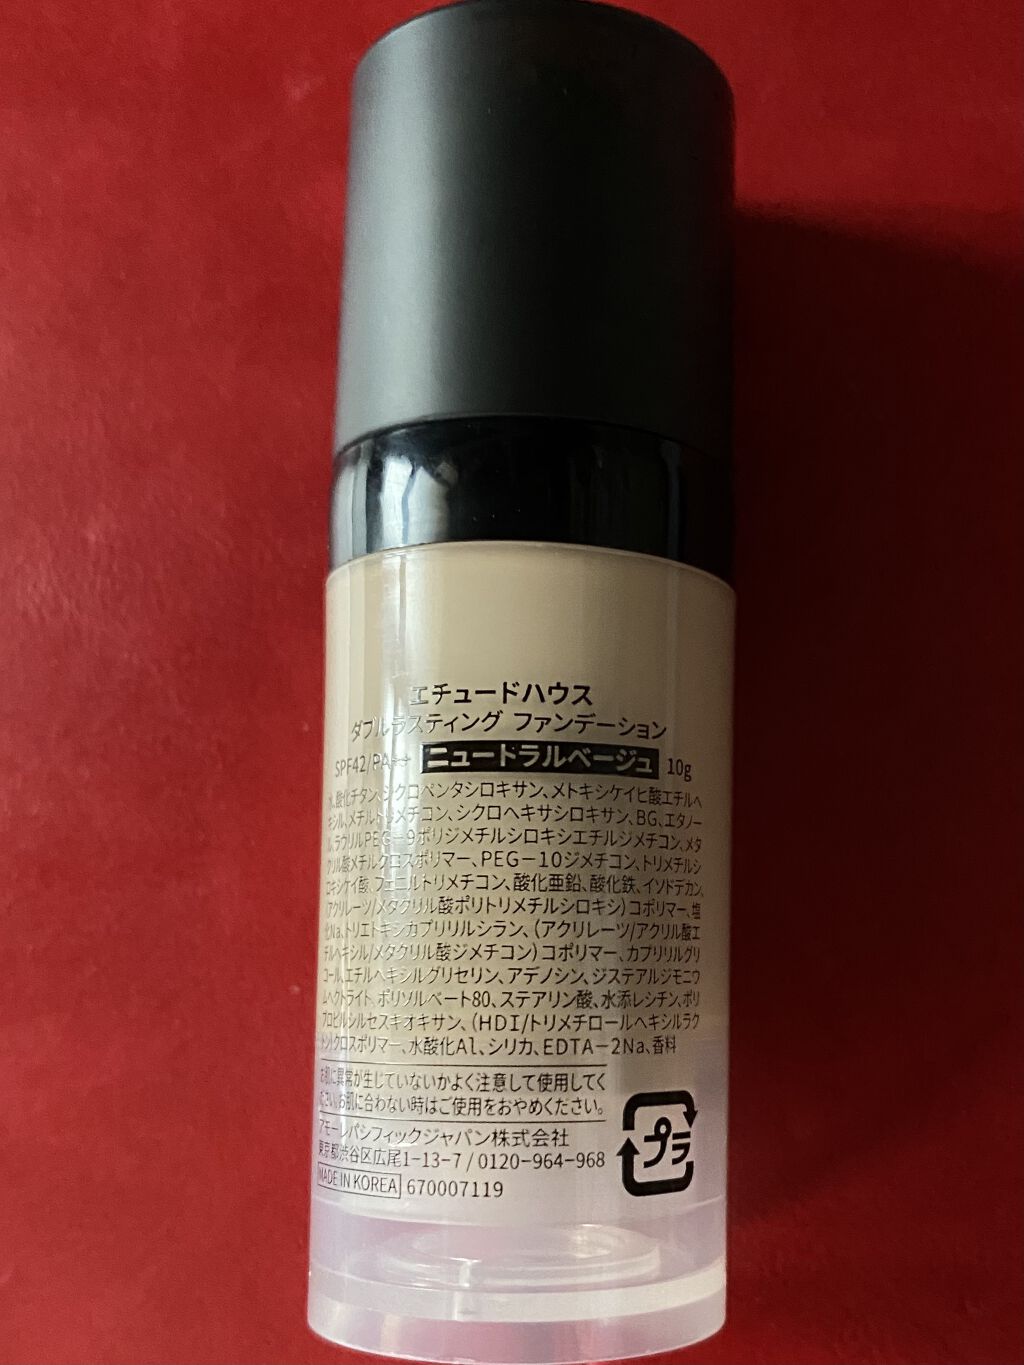 エチュードハウス
ダブルラスティング ファンデーション
SPF42/PA++ ニュートラルベージュ 10g
水、酸化チタン、シクロペンタシロキサン、メトキシケイヒ酸エチルヘ
キシル、メチルトリメチコン、シクロヘキサシロキサン、BG、エタノー
ル、ラウリルPEG－9ポリジメチルシロキシエチルジメチコン、メタ
クリル酸メチルクロスポリマー、PEG－10ジメチコン、トリメチルシ
ロキシケイ酸、フェニルトリメチコン、酸化亜鉛、酸化鉄、イソドデカン、
(アクリレーツ/メタクリル酸ポリトリメチルシロキシ)コポリマー、塩
化Na、トリエトキシカプリリルシラン、(アクリレーツ/アクリル酸エ
チルヘキシル/メタクリル酸ジメチコン)コポリマー、カプリリルグリ
コール、エチルヘキシルグリセリン、アデノシン、ジステアルジモニウ
ムヘクトライト、ポリソルベート80、ステアリン酸、水添レシチン、ポリ
プロピルシルセスキオキサン、(HDI/トリメチロールヘキシルラク
トン)クロスポリマー、水酸化Al、シリカ、EDTA－2Na、香料
お肌に異常が生じていないかよく注意して使用してく
ださい。お肌に合わない時はご使用をおやめください。
アモーレパシフィックジャパン株式会社
東京都渋谷区広尾1-13-7 / 0120-964-968
MADE IN KOREA 670007119
プラ